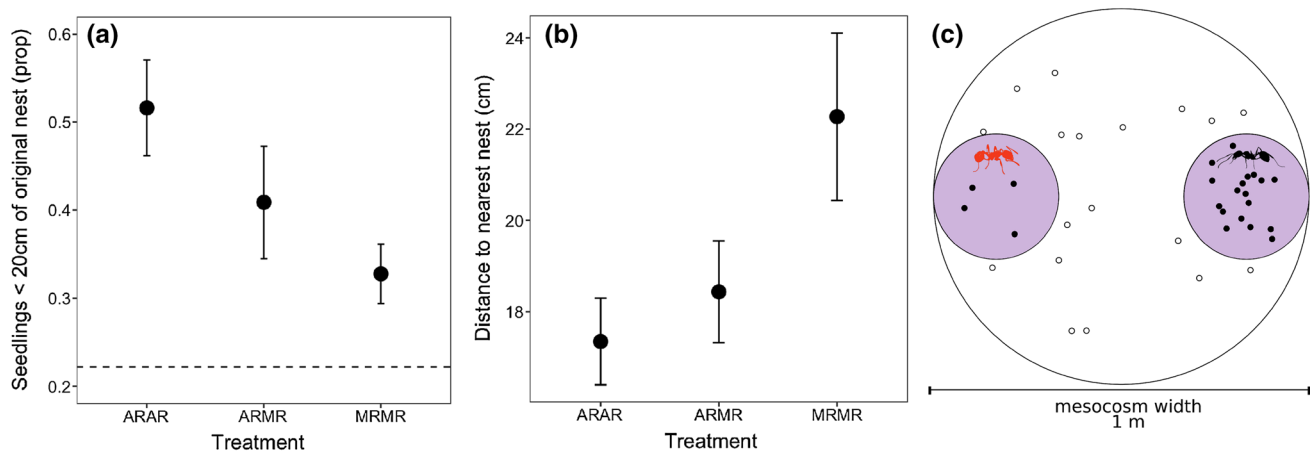 (a)
Seedlings < 20cm of original nest (prop)
0.6
0.5
0.4
0.3
0.2
ARAR
ARMR
MRMR
Treatment
(b)
Distance to nearest nest (cm)
24
22
20
18
ARAR
ARMR
MRMR
Treatment
(c)
mesocosm width
1 m